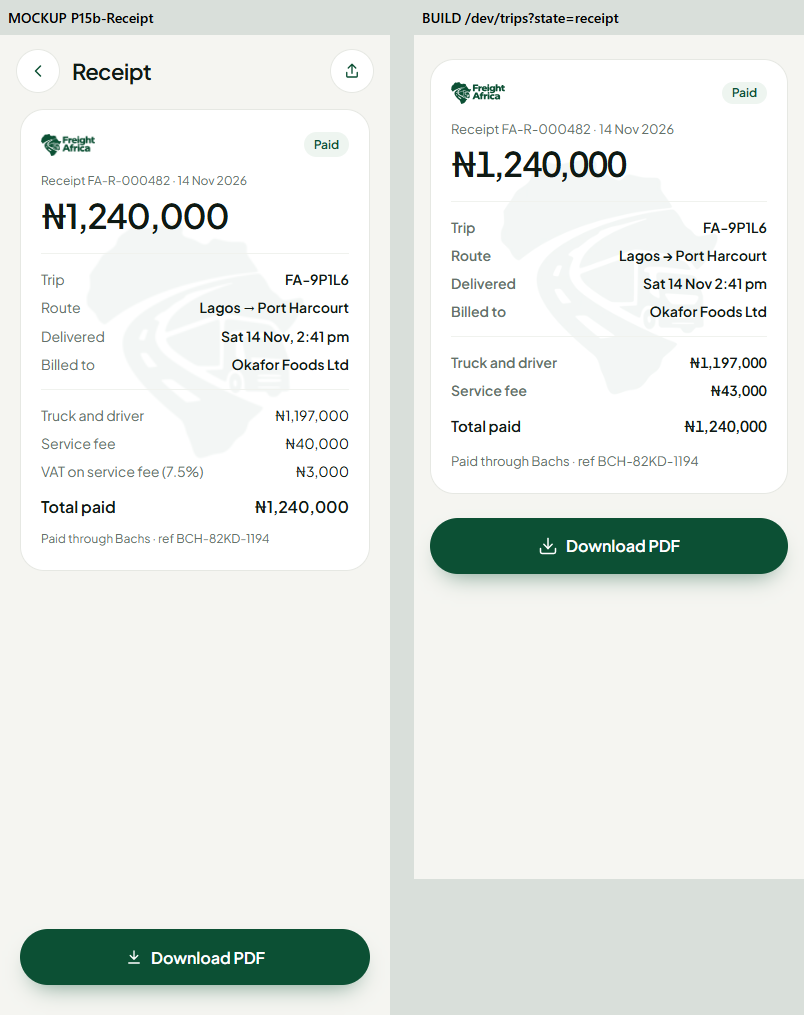 MOCKUP P15b-Receipt
Receipt
Freight
Africa
Paid
Receipt FA-R-000482 · 14 Nov 2026
₦1,240,000
Trip FA-9P1L6
Route Lagos → Port Harcourt
Delivered Sat 14 Nov, 2:41 pm
Billed to Okafor Foods Ltd
Truck and driver ₦1,197,000
Service fee ₦40,000
VAT on service fee (7.5%) ₦3,000
Total paid ₦1,240,000
Paid through Bachs · ref BCH-82KD-1194
Download PDF
BUILD /dev/trips?state=receipt
Freight
Africa
Paid
Receipt FA-R-000482 · 14 Nov 2026
₦1,240,000
Trip FA-9P1L6
Route Lagos → Port Harcourt
Delivered Sat 14 Nov 2:41 pm
Billed to Okafor Foods Ltd
Truck and driver ₦1,197,000
Service fee ₦43,000
Total paid ₦1,240,000
Paid through Bachs · ref BCH-82KD-1194
Download PDF